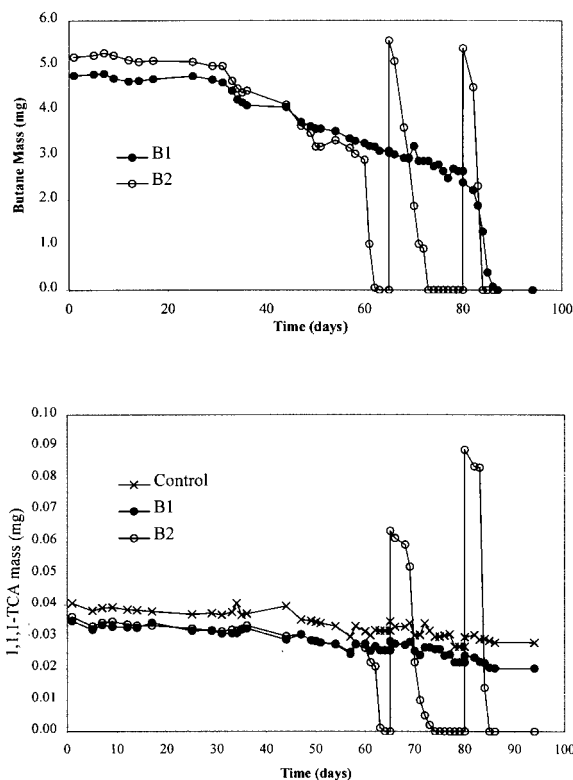 6.0
5.0
4.0
3.0
2.0
1.0
0.0
Butane Mass (mg)
B1
B2
0 20 40 60 80 100
Time (days)
0.10
0.09
0.08
0.07
0.06
0.05
0.04
0.03
0.02
0.01
0.00
1,1,1-TCA mass (mg)
Control
B1
B2
0 10 20 30 40 50 60 70 80 90 100
Time (days)